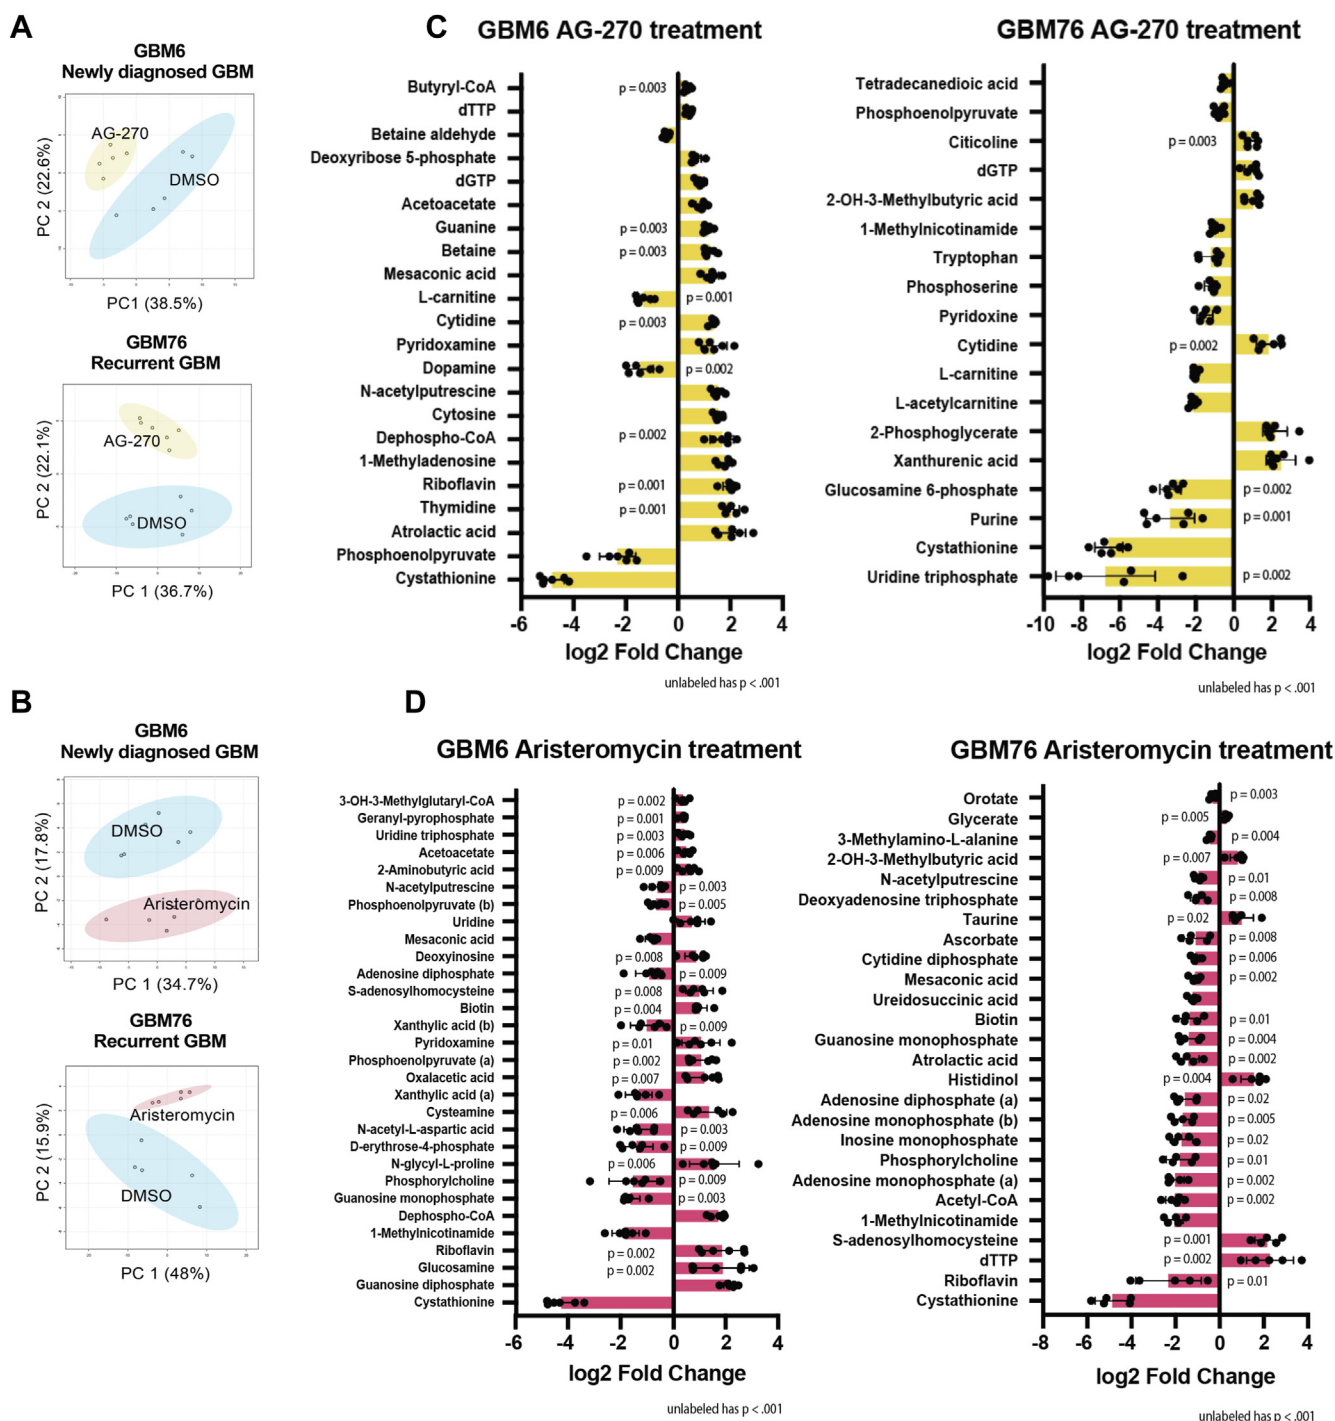 A
GBM6
Newly diagnosed GBM
AG-270
DMSO
PC 2 (22.6%)
PC1 (38.5%)
GBM76
Recurrent GBM
AG-270
DMSO
PC 2 (22.1%)
PC 1 (36.7%)
C
GBM6 AG-270 treatment
Butyryl-CoA p = 0.003
dTTP
Betaine aldehyde
Deoxyribose 5-phosphate
dGTP
Acetoacetate
Guanine p = 0.003
Betaine p = 0.003
Mesaconic acid
L-carnitine p = 0.001
Cytidine p = 0.003
Pyridoxamine
Dopamine p = 0.002
N-acetylputrescine
Cytosine
Dephospho-CoA p = 0.002
1-Methyladenosine
Riboflavin p = 0.001
Thymidine p = 0.001
Atrolactic acid
Phosphoenolpyruvate
Cystathionine
-6 -4 -2 0 2 4
log2 Fold Change
unlabeled has p < .001
GBM76 AG-270 treatment
Tetradecanedioic acid
Phosphoenolpyruvate
Citicoline p = 0.003
dGTP
2-OH-3-Methylbutyric acid
1-Methylnicotinamide
Tryptophan
Phosphoserine
Pyridoxine
Cytidine p = 0.002
L-carnitine
L-acetylcarnitine
2-Phosphoglycerate
Xanthurenic acid
Glucosamine 6-phosphate p = 0.002
Purine p = 0.001
Cystathionine
Uridine triphosphate p = 0.002
-10 -8 -6 -4 -2 0 2 4
log2 Fold Change
unlabeled has p < .001
B
GBM6
Newly diagnosed GBM
DMSO
Aristeromycin
PC 2 (17.8%)
PC 1 (34.7%)
GBM76
Recurrent GBM
Aristeromycin
DMSO
PC 2 (15.9%)
PC 1 (48%)
D
GBM6 Aristeromycin treatment
3-OH-3-Methylglutaryl-CoA p = 0.002
Geranyl-pyrophosphate p = 0.001
Uridine triphosphate p = 0.003
Acetoacetate p = 0.006
2-Aminobutyric acid p = 0.009
N-acetylputrescine p = 0.003
Phosphoenolpyruvate (b) p = 0.005
Uridine
Mesaconic acid
Deoxyinosine p = 0.008
Adenosine diphosphate p = 0.009
S-adenosylhomocysteine p = 0.008
Biotin p = 0.004
Xanthylic acid (b) p = 0.009
Pyridoxamine p = 0.01
Phosphoenolpyruvate (a) p = 0.002
Oxalacetic acid p = 0.007
Xanthylic acid (a)
Cysteamine p = 0.006
N-acetyl-L-aspartic acid p = 0.003
D-erythrose-4-phosphate p = 0.009
N-glycyl-L-proline p = 0.006
Phosphorylcholine p = 0.009
Guanosine monophosphate p = 0.003
Dephospho-CoA
1-Methylnicotinamide
Riboflavin p = 0.002
Glucosamine p = 0.002
Guanosine diphosphate
Cystathionine
-6 -4 -2 0 2 4
log2 Fold Change
unlabeled has p < .001
GBM76 Aristeromycin treatment
Orotate p = 0.003
Glycerate p = 0.005
3-Methylamino-L-alanine p = 0.004
2-OH-3-Methylbutyric acid p = 0.007
N-acetylputrescine p = 0.01
Deoxyadenosine triphosphate p = 0.008
Taurine p = 0.02
Ascorbate p = 0.008
Cytidine diphosphate p = 0.006
Mesaconic acid p = 0.002
Ureidosuccinic acid
Biotin p = 0.01
Guanosine monophosphate p = 0.004
Atrolactic acid p = 0.002
Histidinol p = 0.004
Adenosine diphosphate (a) p = 0.02
Adenosine monophosphate (b) p = 0.005
Inosine monophosphate p = 0.02
Phosphorylcholine p = 0.01
Adenosine monophosphate (a) p = 0.002
Acetyl-CoA p = 0.002
1-Methylnicotinamide
S-adenosylhomocysteine p = 0.001
dTTP p = 0.002
Riboflavin p = 0.01
Cystathionine
-8 -6 -4 -2 0 2 4
log2 Fold Change
unlabeled has p < .001